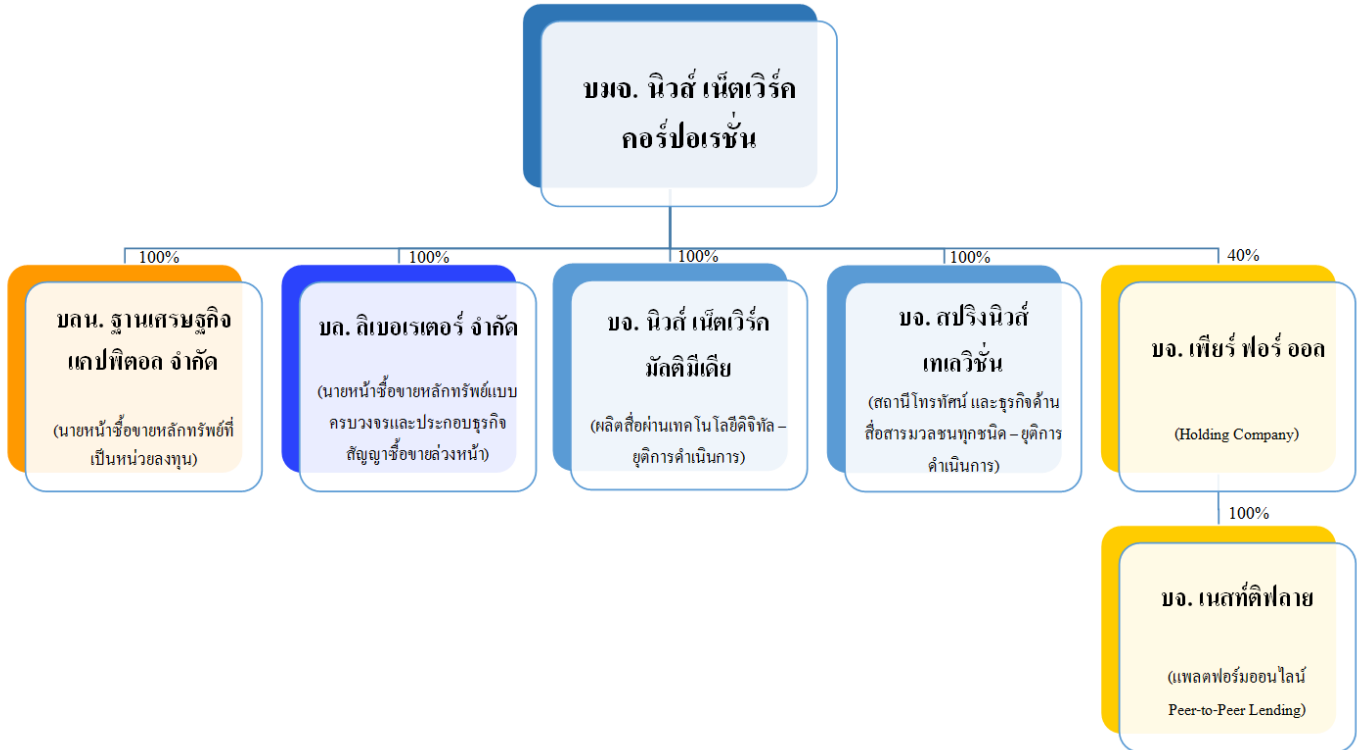 บมจ. นิวส์ เน็ตเวิร์ค
คอร์ปอเรชั่น
100%
100%
100%
100%
40%
บลน. ฐานเศรษฐกิจ
แคปพิตอล จำกัด
(นายหน้าซื้อขายหลักทรัพย์ที่
เป็นหน่วยลงทุน)
บล. ลิเบอเรเตอร์ จำกัด
(นายหน้าซื้อขายหลักทรัพย์แบบ
ครบวงจรและประกอบธุรกิจ
สัญญาซื้อขายล่วงหน้า)
บจ. นิวส์ เน็ตเวิร์ก
มัลติมีเดีย
(ผลิตสื่อผ่านเทคโนโลยีดิจิทัล –
ยุติการดำเนินการ)
บจ. สปริงนิวส์
เทเลวิชั่น
(สถานีโทรทัศน์ และธุรกิจด้าน
สื่อสารมวลชนทุกชนิด – ยุติการ
ดำเนินการ)
บจ. เพียร์ ฟอร์ ออล
(Holding Company)
100%
บจ. เนสท์ติฟลาย
(แพลตฟอร์มออนไลน์
Peer-to-Peer Lending)